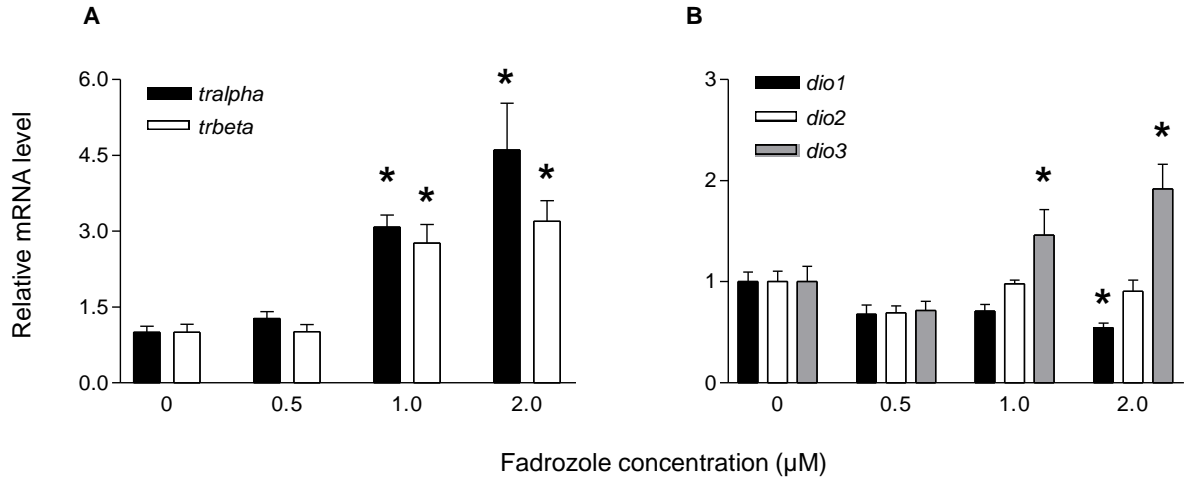 A
B
Relative mRNA level
6.0
4.5
3.0
1.5
0.0
tralpha
trbeta
*
*
*
*
0
0.5
1.0
2.0
3
2
1
0
dio1
dio2
dio3
*
*
*
0
0.5
1.0
2.0
Fadrozole concentration (µM)